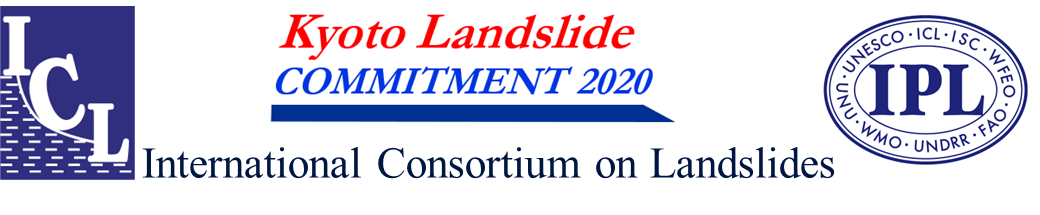 ICL
Kyoto Landslide
COMMITMENT 2020
International Consortium on Landslides
UNESCO · ICL · ISC · WFEO · FAO · UNDRR · WMO · UNU ·
IPL